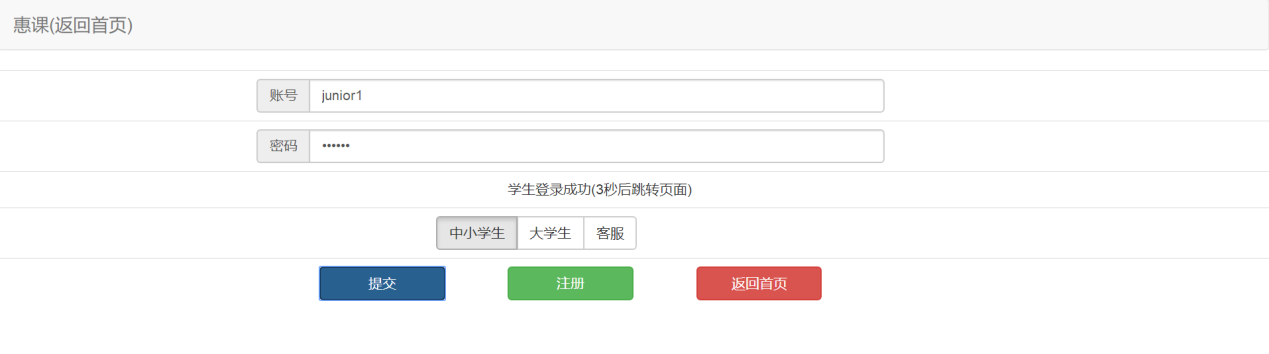 惠课(返回首页)
账号 junior1
密码 ••••••
学生登录成功(3秒后跳转页面)
中小学生 大学生 客服
提交 注册 返回首页